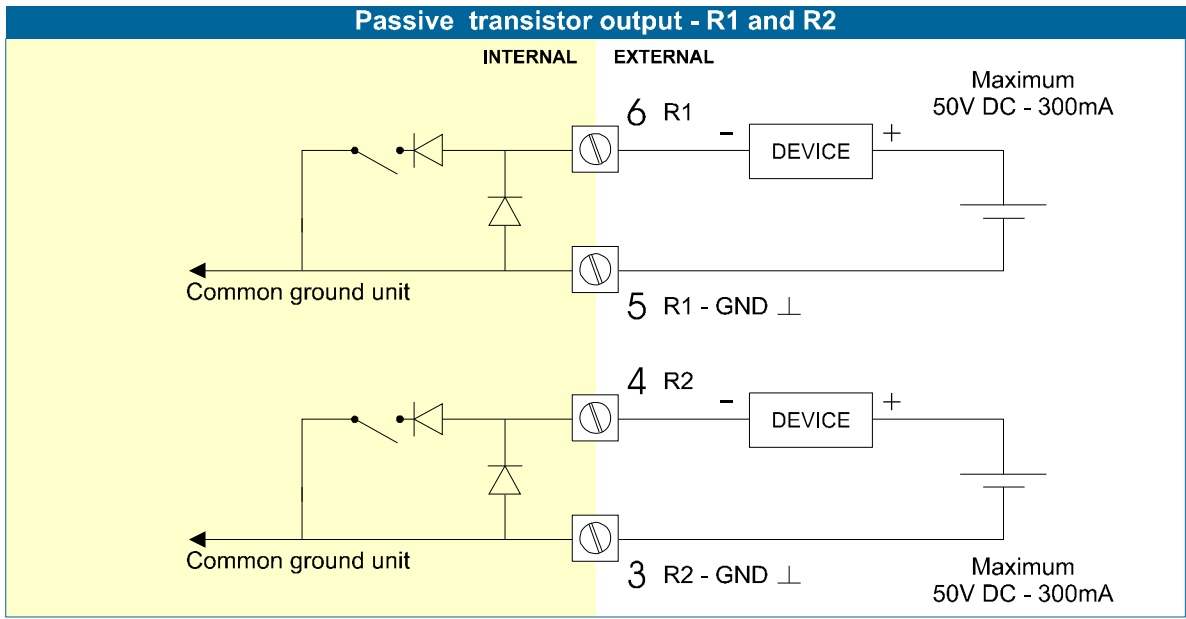 Passive transistor output - R1 and R2
INTERNAL EXTERNAL
Maximum
50V DC - 300mA
6 R1
- DEVICE +
Common ground unit
5 R1 - GND ⊥
4 R2
- DEVICE +
Common ground unit
3 R2 - GND ⊥
Maximum
50V DC - 300mA